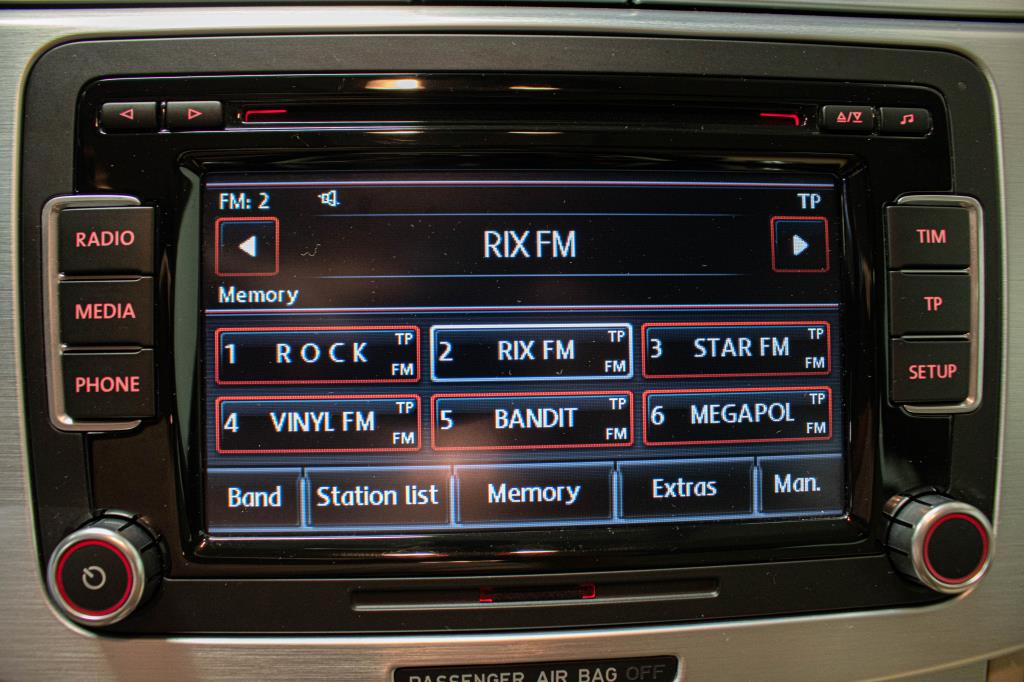 FM: 2
TP
RADIO
MEDIA
PHONE
TIM
TP
SETUP
RIX FM
Memory
1 ROCK TP FM
2 RIX FM TP FM
3 STAR FM TP FM
4 VINYL FM TP FM
5 BANDIT TP FM
6 MEGAPOL TP FM
Band
Station list
Memory
Extras
Man.
PASSENGER AIR BAG OFF